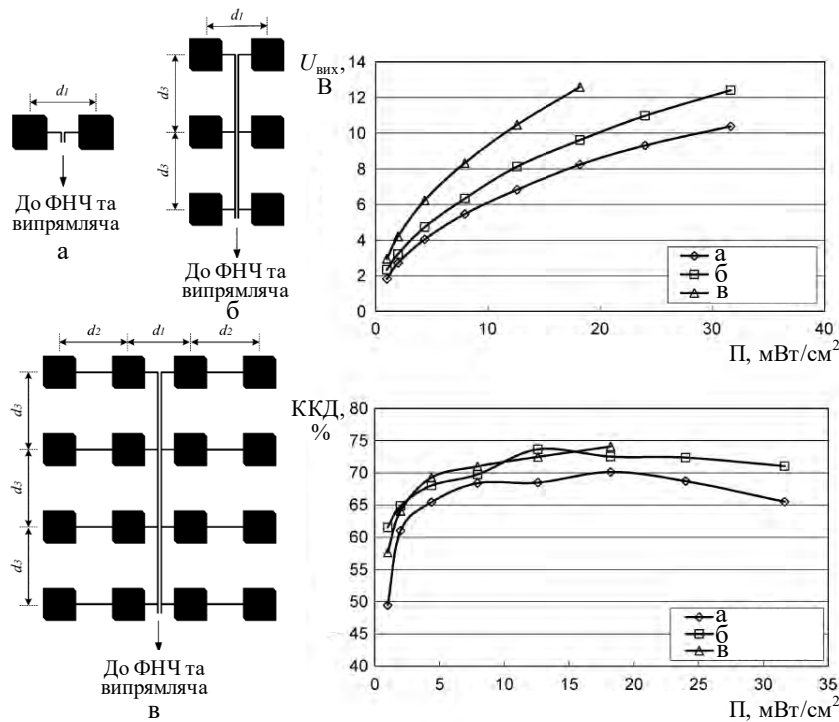 d1
До ФНЧ та
випрямляча
а
d1
d3
d3
До ФНЧ та
випрямляча
б
d2
d1
d2
d3
d3
d3
До ФНЧ та
випрямляча
в
Uвих,
В
14
12
10
8
6
4
2
0
0
10
20
30
40
П, мВт/см²
а
б
в
ККД,
%
80
75
70
65
60
55
50
45
40
0
5
10
15
20
25
30
35
П, мВт/см²
а
б
в